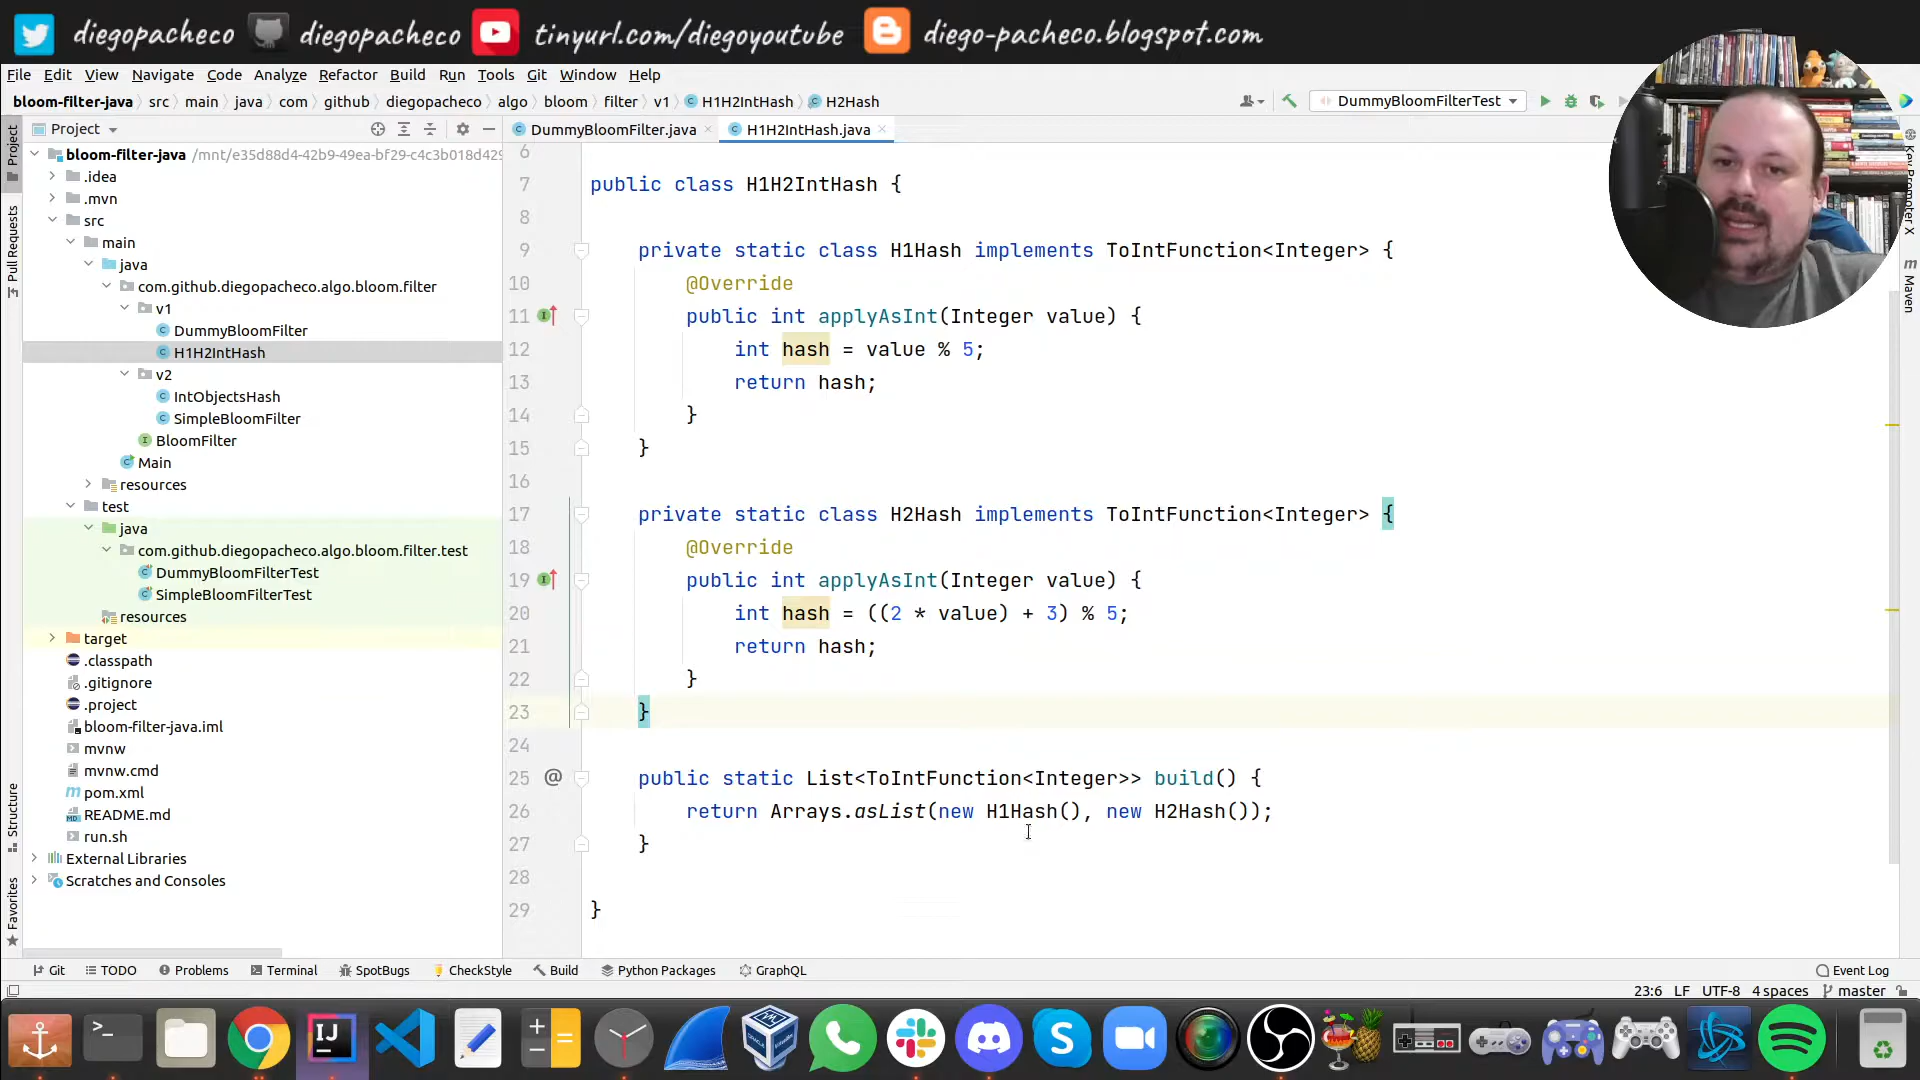 diegopacheco diegopacheco tinyurl.com/diegoyoutube diego-pacheco.blogspot.com
File Edit View Navigate Code Analyze Refactor Build Run Tools Git Window Help
bloom-filter-java src main java com github diegopacheco algo bloom filter v1 H1H2IntHash H2Hash DummyBloomFilterTest
Project
DummyBloomFilter.java H1H2IntHash.java
Project
Pull Requests
Structure
Favorites
bloom-filter-java /mnt/e35d88d4-42b9-49ea-bf29-c4c3b018d429
.idea
.mvn
src
main
java
com.github.diegopacheco.algo.bloom.filter
v1
DummyBloomFilter
H1H2IntHash
v2
IntObjectsHash
SimpleBloomFilter
BloomFilter
Main
resources
test
java
com.github.diegopacheco.algo.bloom.filter.test
DummyBloomFilterTest
SimpleBloomFilterTest
resources
target
.classpath
.gitignore
.project
bloom-filter-java.iml
mvnw
mvnw.cmd
pom.xml
README.md
run.sh
External Libraries
Scratches and Consoles
6
7 public class H1H2IntHash {
8
9 private static class H1Hash implements ToIntFunction<Integer> {
10 @Override
11 public int applyAsInt(Integer value) {
12 int hash = value % 5;
13 return hash;
14 }
15 }
16
17 private static class H2Hash implements ToIntFunction<Integer> {
18 @Override
19 public int applyAsInt(Integer value) {
20 int hash = ((2 * value) + 3) % 5;
21 return hash;
22 }
23 }
24
25 @ public static List<ToIntFunction<Integer>> build() {
26 return Arrays.asList(new H1Hash(), new H2Hash());
27 }
28
29 }
Maven
Git TODO Problems Terminal SpotBugs CheckStyle Build Python Packages GraphQL Event Log
23:6 LF UTF-8 4 spaces master
IJ